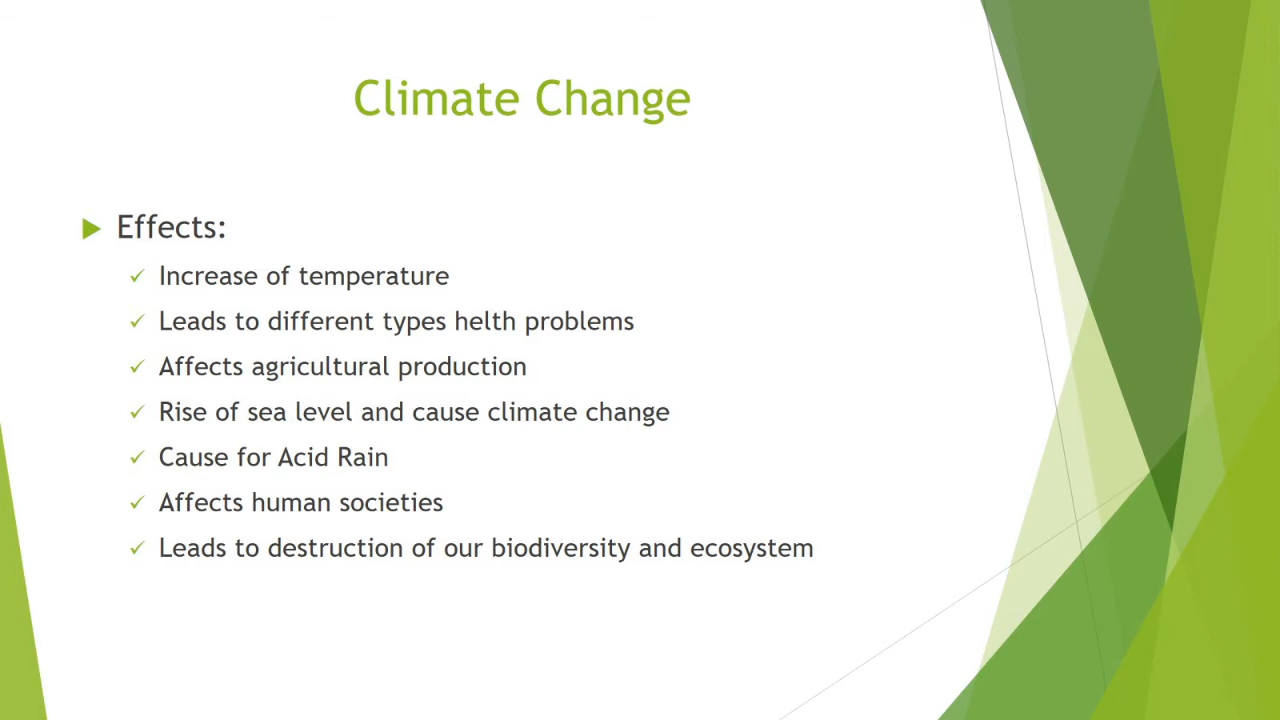 Climate Change
Effects:
Increase of temperature
Leads to different types helth problems
Affects agricultural production
Rise of sea level and cause climate change
Cause for Acid Rain
Affects human societies
Leads to destruction of our biodiversity and ecosystem